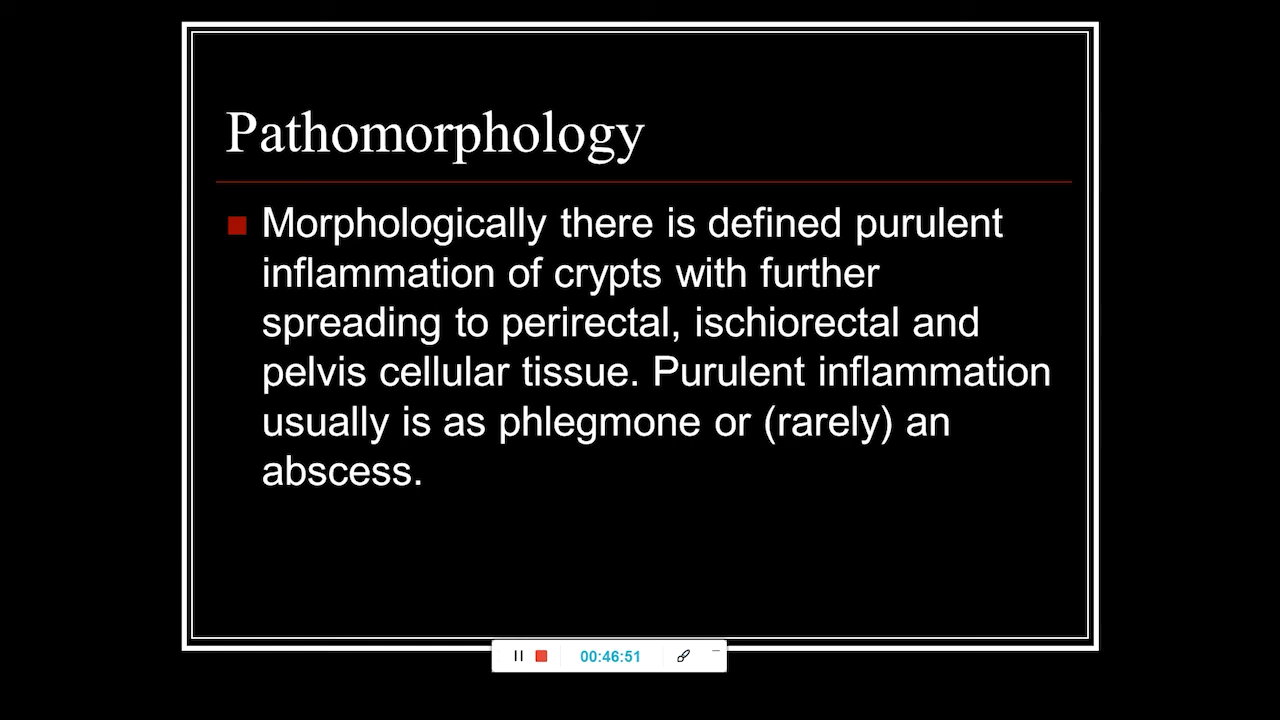 Pathomorphology
Morphologically there is defined purulent
inflammation of crypts with further
spreading to perirectal, ischiorectal and
pelvis cellular tissue. Purulent inflammation
usually is as phlegmone or (rarely) an
abscess.
00:46:51